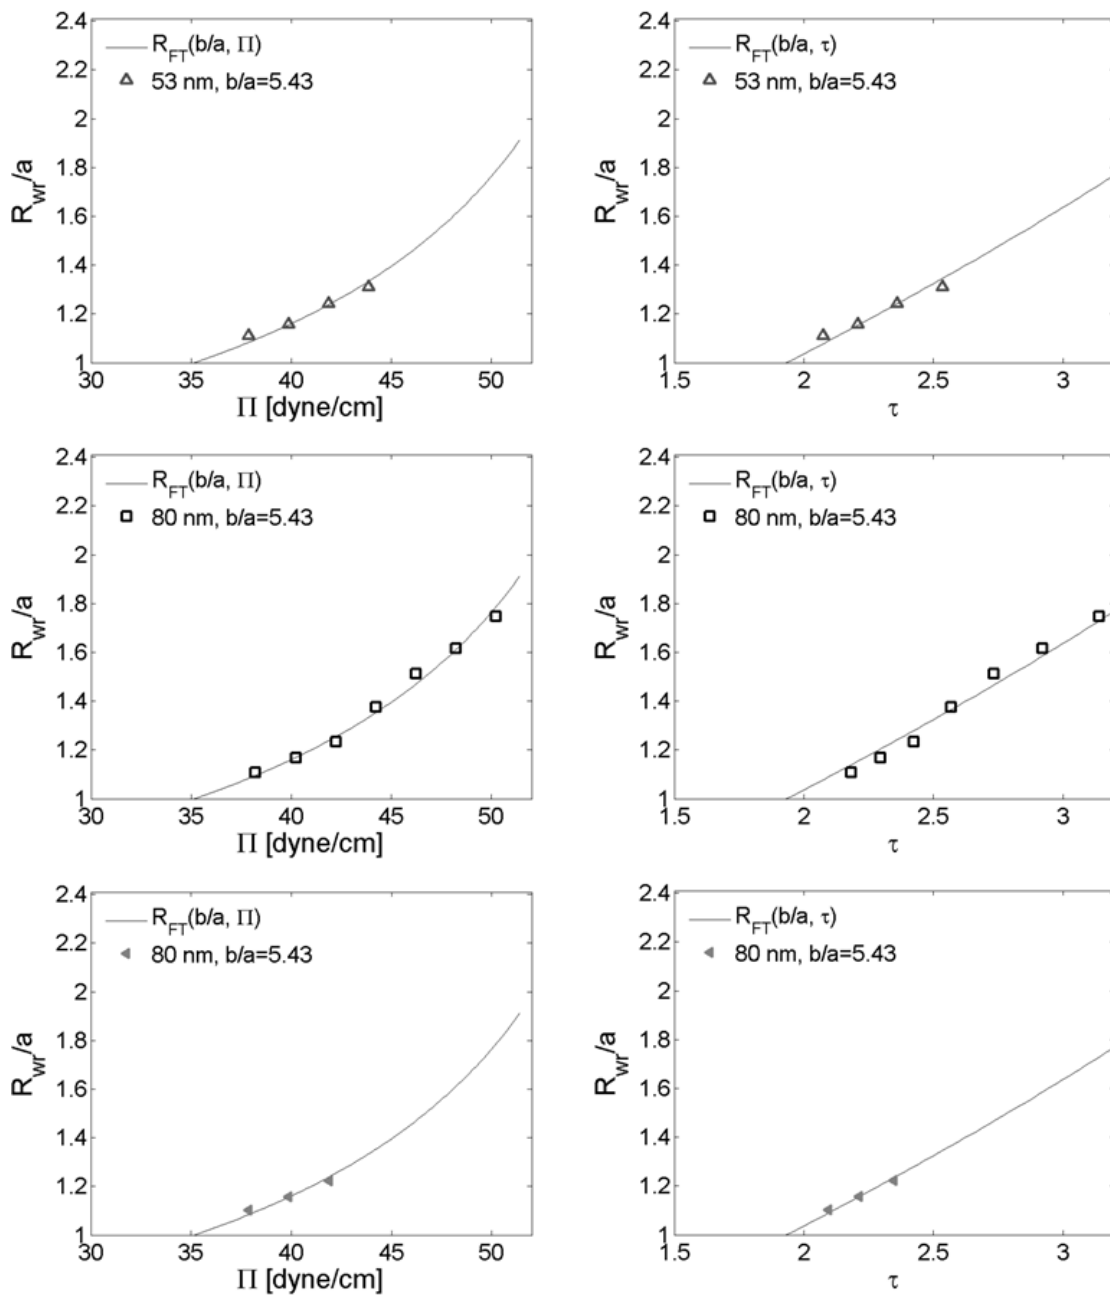 2.4
2.2
2
1.8
1.6
1.4
1.2
1
R_wr/a
R_FT(b/a, Π)
53 nm, b/a=5.43
30 35 40 45 50
Π [dyne/cm]
2.4
2.2
2
1.8
1.6
1.4
1.2
1
R_wr/a
R_FT(b/a, τ)
53 nm, b/a=5.43
1.5 2 2.5 3
τ
2.4
2.2
2
1.8
1.6
1.4
1.2
1
R_wr/a
R_FT(b/a, Π)
80 nm, b/a=5.43
30 35 40 45 50
Π [dyne/cm]
2.4
2.2
2
1.8
1.6
1.4
1.2
1
R_wr/a
R_FT(b/a, τ)
80 nm, b/a=5.43
1.5 2 2.5 3
τ
2.4
2.2
2
1.8
1.6
1.4
1.2
1
R_wr/a
R_FT(b/a, Π)
80 nm, b/a=5.43
30 35 40 45 50
Π [dyne/cm]
2.4
2.2
2
1.8
1.6
1.4
1.2
1
R_wr/a
R_FT(b/a, τ)
80 nm, b/a=5.43
1.5 2 2.5 3
τ